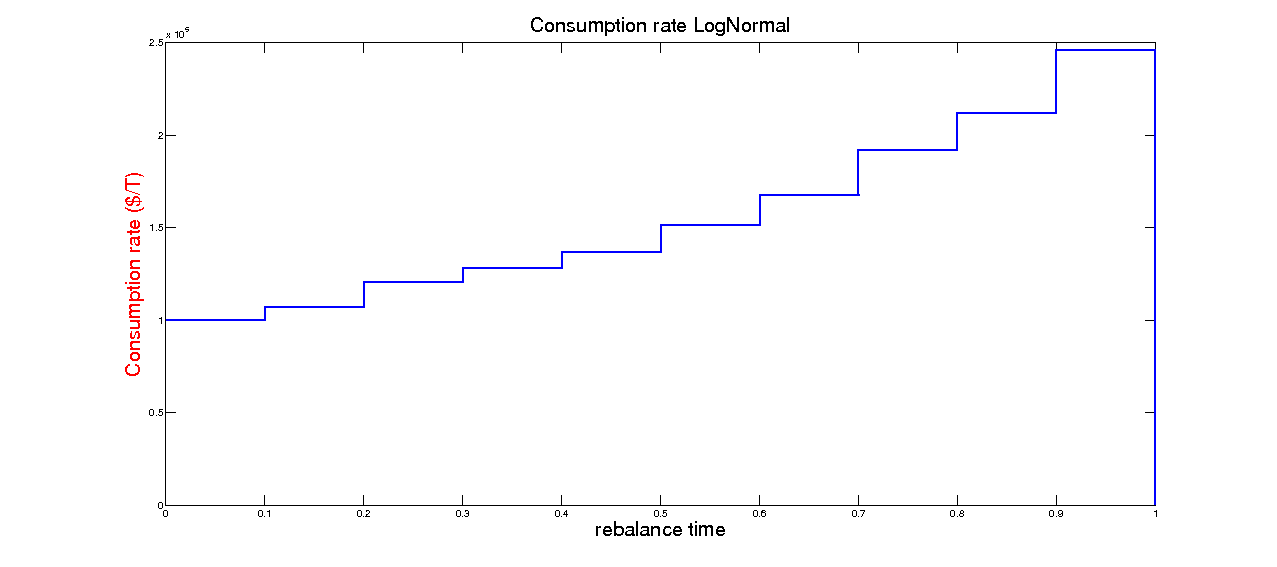 Consumption rate LogNormal
x 10^5
2.5
2
1.5
1
0.5
0
Consumption rate ($/T)
0 0.1 0.2 0.3 0.4 0.5 0.6 0.7 0.8 0.9 1
rebalance time